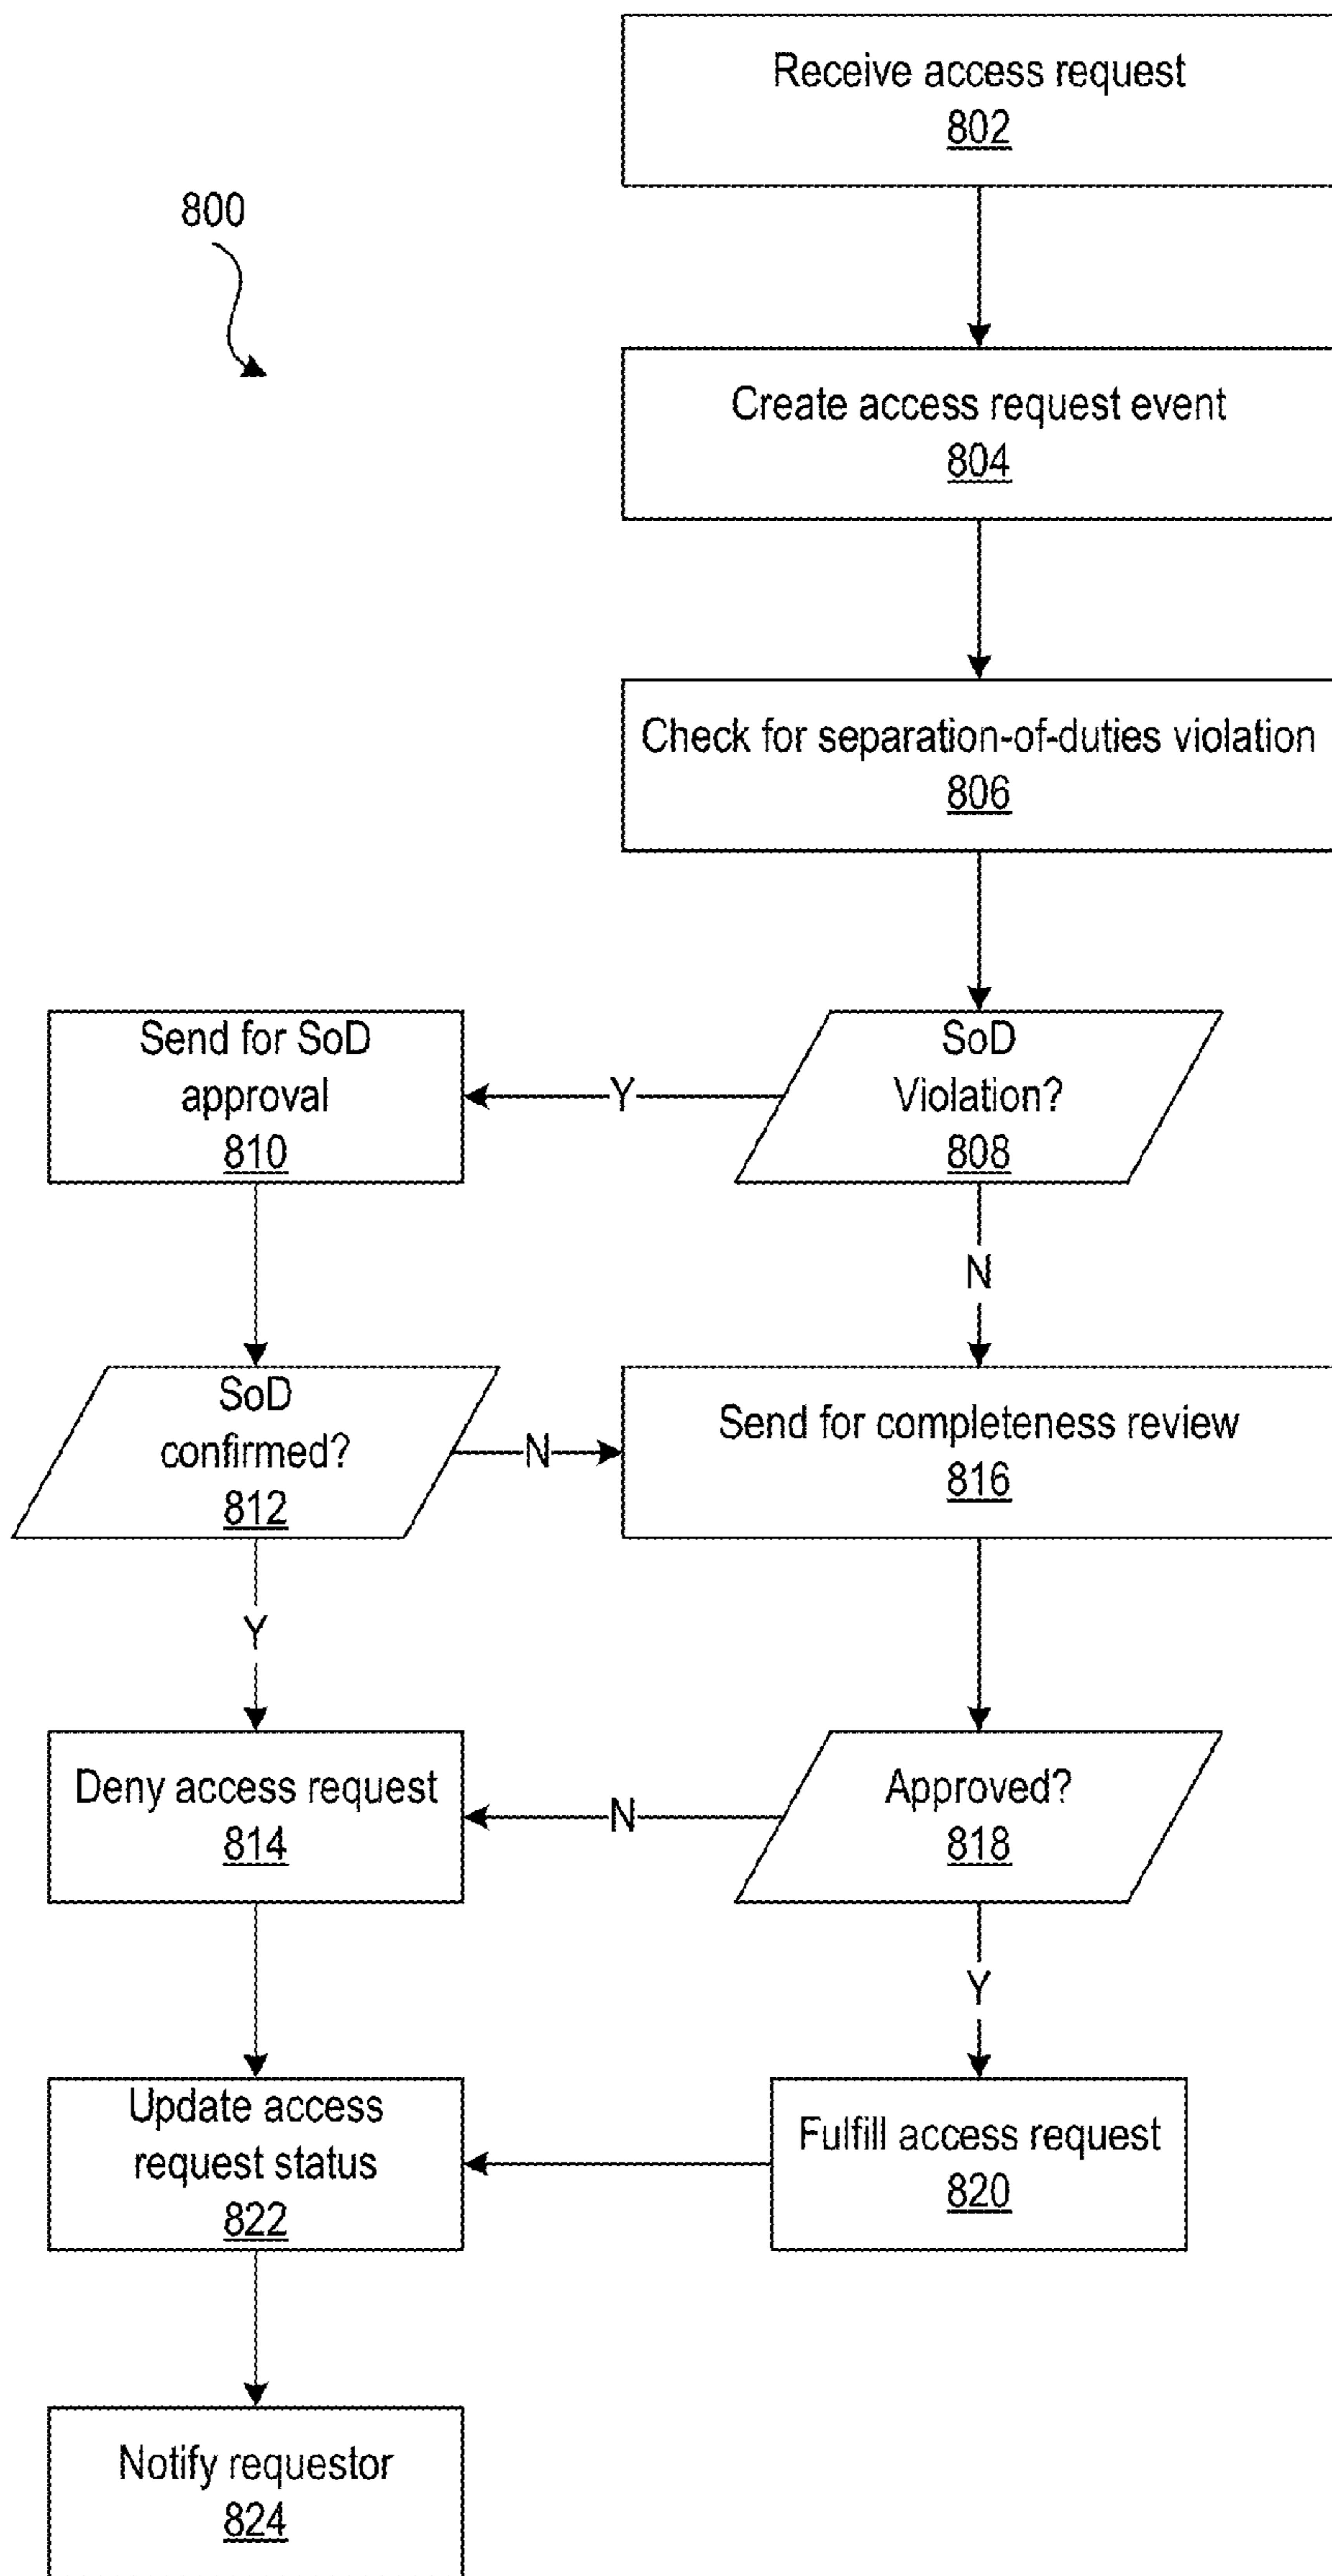 Receive access request
802
800
Create access request event
804
Check for separation-of-duties violation
806
Send for SoD
approval
810
Y
SoD
Violation?
808
N
SoD
confirmed?
812
N
Send for completeness review
816
Y
Deny access request
814
N
Approved?
818
Y
Update access
request status
822
Fulfill access request
820
Notify requestor
824